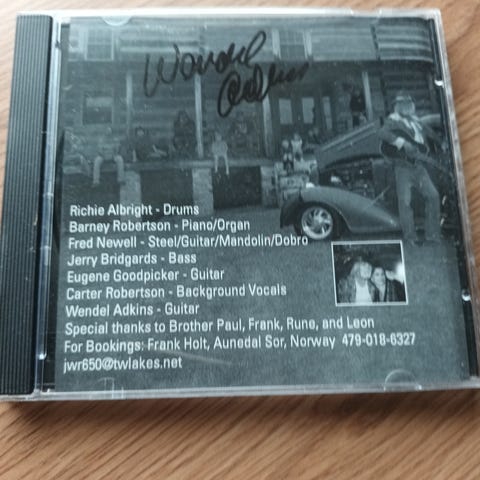 Wendel
Adkins
Richie Albright - Drums
Barney Robertson - Piano/Organ
Fred Newell - Steel/Guitar/Mandolin/Dobro
Jerry Bridgards - Bass
Eugene Goodpicker - Guitar
Carter Robertson - Background Vocals
Wendel Adkins - Guitar
Special thanks to Brother Paul, Frank, Rune, and Leon
For Bookings: Frank Holt, Aunedal Sor, Norway 479-018-6327
jwr650@twlakes.net